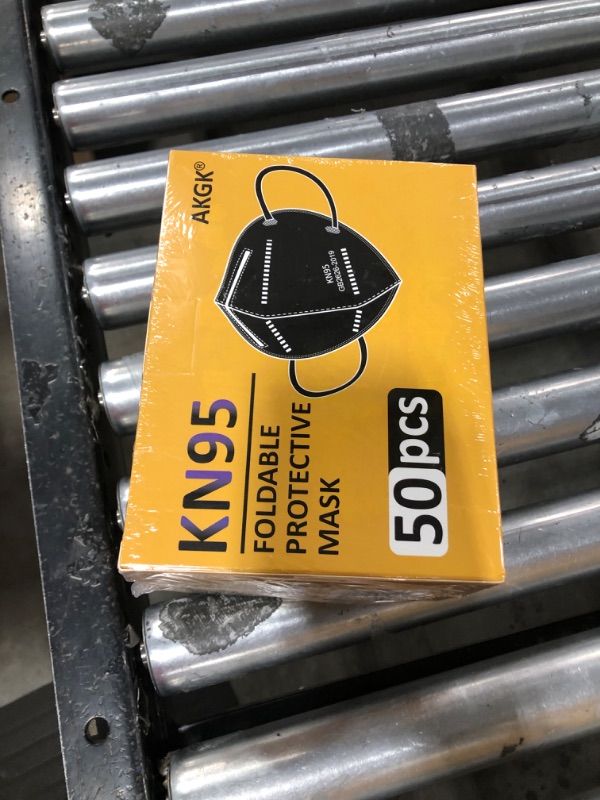 AKGK®
KN95
GB2626-2019
KN95
FOLDABLE
PROTECTIVE
MASK
50pcs